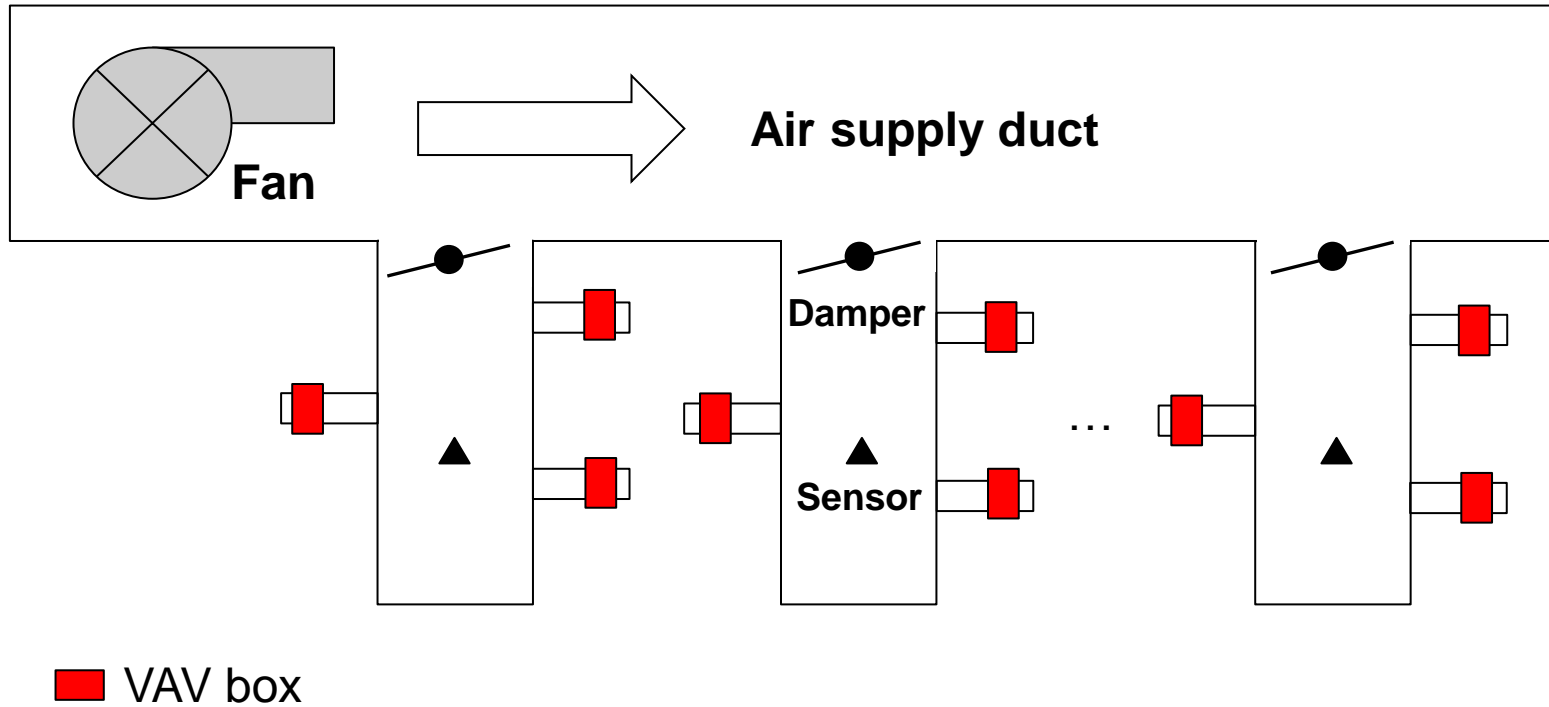 Air supply duct
Fan
Damper
...
Sensor
VAV box